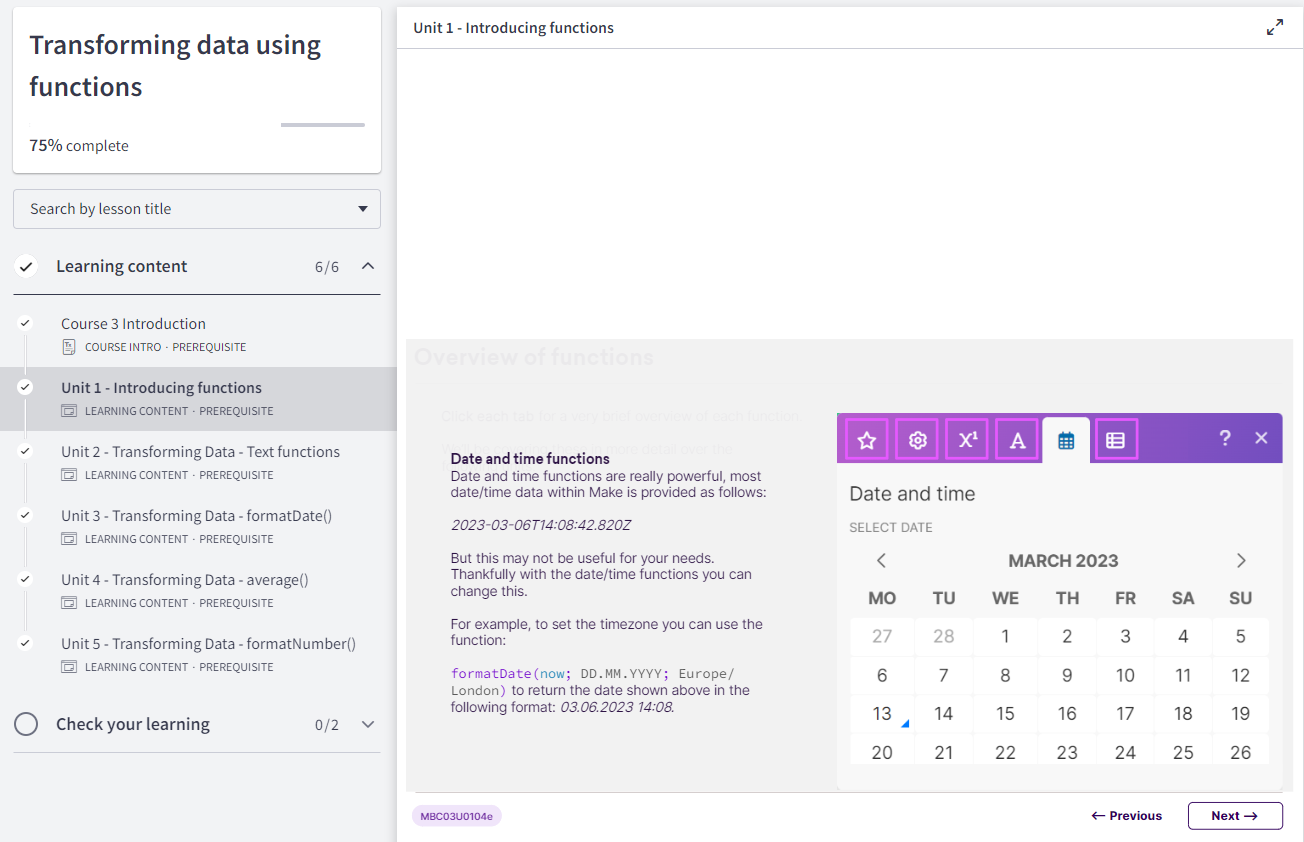 Transforming data using
functions
75% complete
Search by lesson title
Learning content 6/6
Course 3 Introduction
COURSE INTRO · PREREQUISITE
Unit 1 - Introducing functions
LEARNING CONTENT · PREREQUISITE
Unit 2 - Transforming Data - Text functions
LEARNING CONTENT · PREREQUISITE
Unit 3 - Transforming Data - formatDate()
LEARNING CONTENT · PREREQUISITE
Unit 4 - Transforming Data - average()
LEARNING CONTENT · PREREQUISITE
Unit 5 - Transforming Data - formatNumber()
LEARNING CONTENT · PREREQUISITE
Check your learning 0/2
Unit 1 - Introducing functions
Overview of functions
Click each tab for a very brief overview of each function
Date and time functions
Date and time functions are really powerful, most
date/time data within Make is provided as follows:
2023-03-06T14:08:42.820Z
But this may not be useful for your needs.
Thankfully with the date/time functions you can
change this.
For example, to set the timezone you can use the
function:
formatDate(now; DD.MM.YYYY; Europe/
London) to return the date shown above in the
following format: 03.06.2023 14:08.
X¹ A ?
Date and time
SELECT DATE
MARCH 2023
MO TU WE TH FR SA SU
27 28 1 2 3 4 5
6 7 8 9 10 11 12
13 14 15 16 17 18 19
20 21 22 23 24 25 26
MBC03U0104e
← Previous
Next →